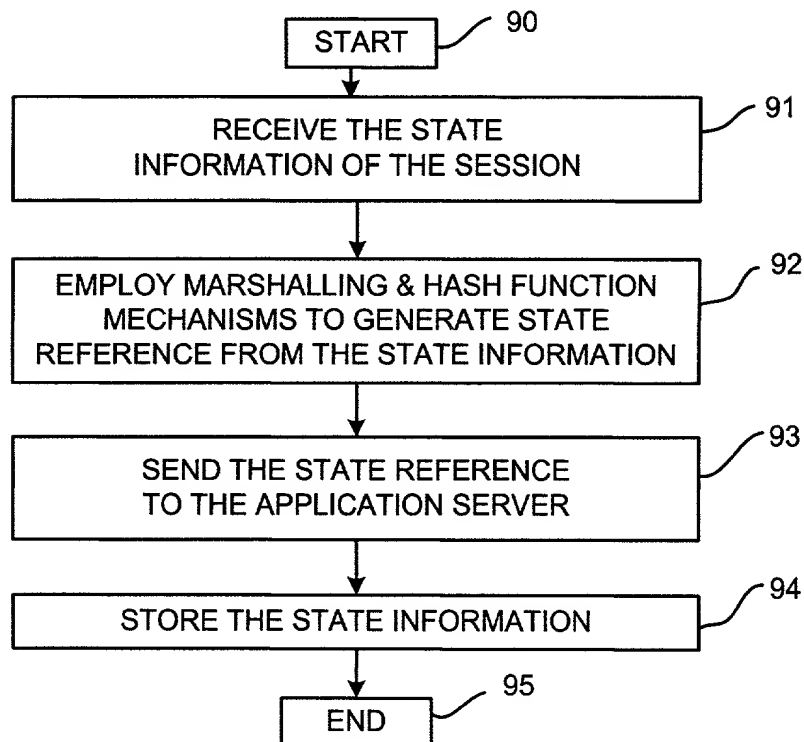 START
90
RECEIVE THE STATE
INFORMATION OF THE SESSION
91
EMPLOY MARSHALLING & HASH FUNCTION
MECHANISMS TO GENERATE STATE
REFERENCE FROM THE STATE INFORMATION
92
SEND THE STATE REFERENCE
TO THE APPLICATION SERVER
93
STORE THE STATE INFORMATION
94
END
95